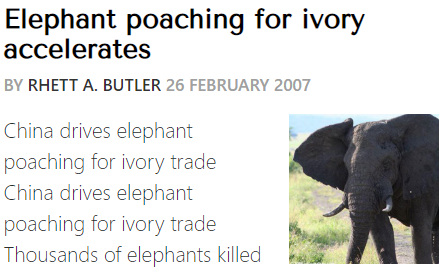 Elephant poaching for ivory
accelerates
BY RHETT A. BUTLER 26 FEBRUARY 2007
China drives elephant
poaching for ivory trade
China drives elephant
poaching for ivory trade
Thousands of elephants killed